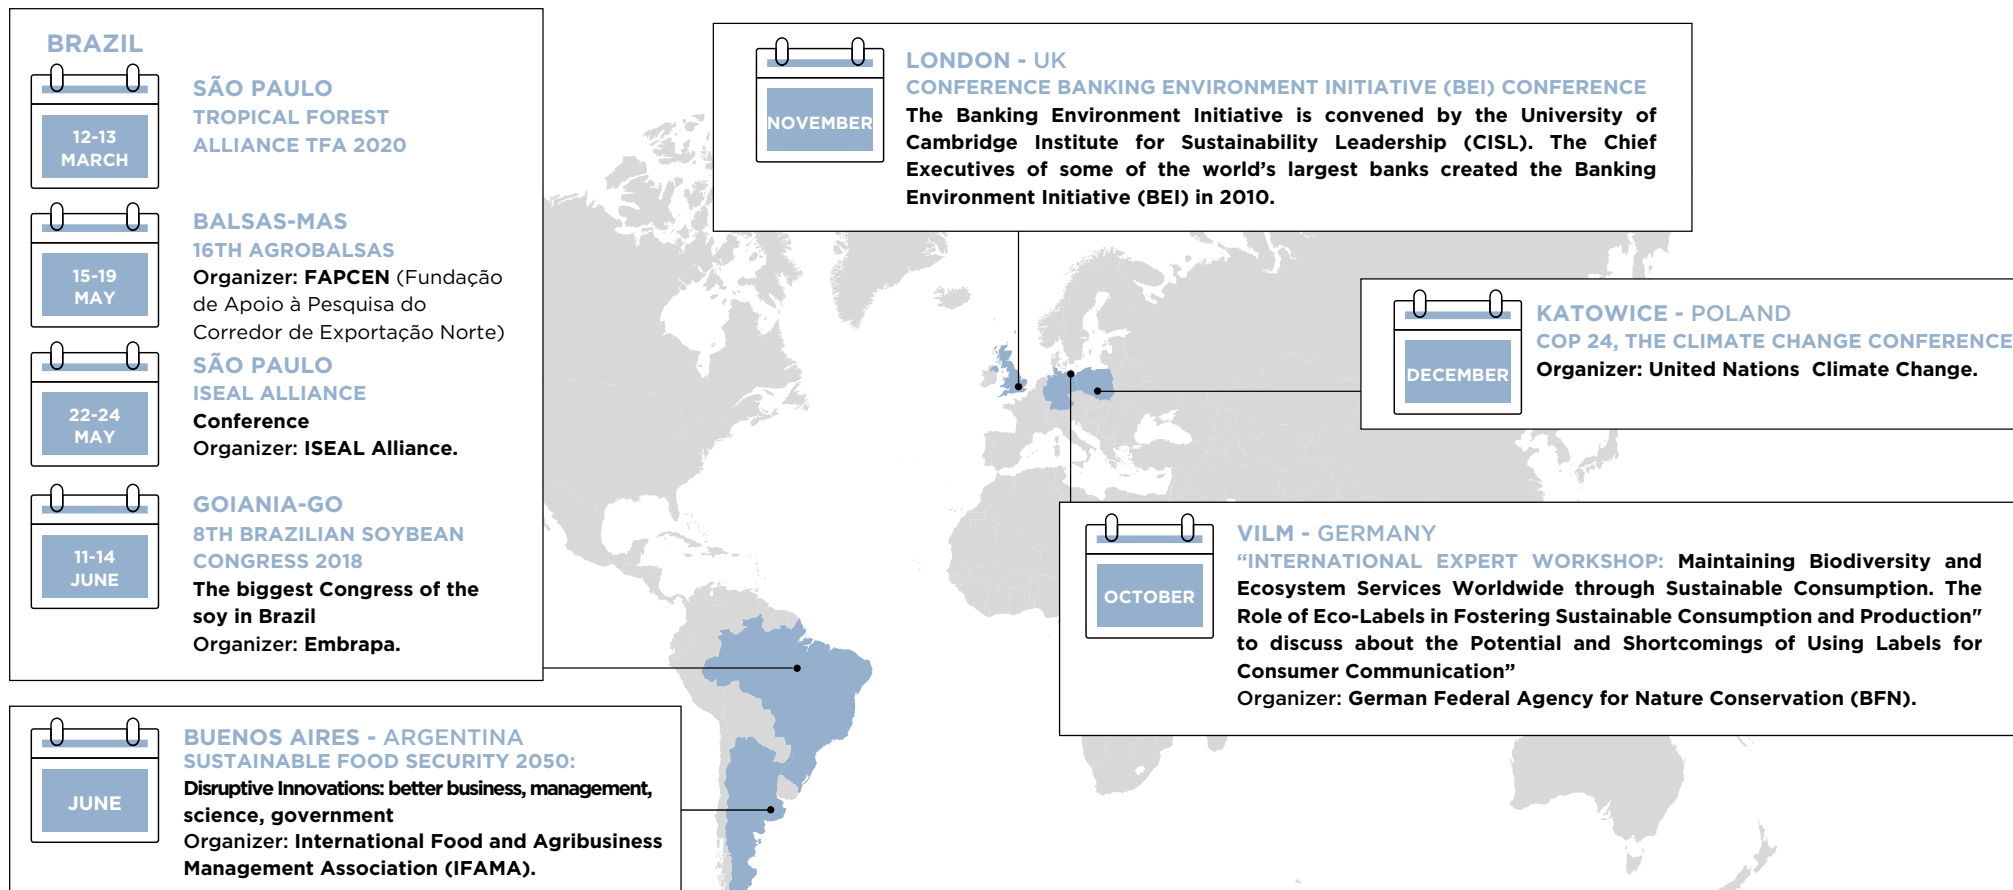 BRAZIL
12-13
MARCH
SÃO PAULO
TROPICAL FOREST
ALLIANCE TFA 2020
15-19
MAY
BALSAS-MAS
16TH AGROBALSAS
Organizer: FAPCEN (Fundação
de Apoio à Pesquisa do
Corredor de Exportação Norte)
22-24
MAY
SÃO PAULO
ISEAL ALLIANCE
Conference
Organizer: ISEAL Alliance.
11-14
JUNE
GOIANIA-GO
8TH BRAZILIAN SOYBEAN
CONGRESS 2018
The biggest Congress of the
soy in Brazil
Organizer: Embrapa.
JUNE
BUENOS AIRES - ARGENTINA
SUSTAINABLE FOOD SECURITY 2050:
Disruptive Innovations: better business, management,
science, government
Organizer: International Food and Agribusiness
Management Association (IFAMA).
NOVEMBER
LONDON - UK
CONFERENCE BANKING ENVIRONMENT INITIATIVE (BEI) CONFERENCE
The Banking Environment Initiative is convened by the University of
Cambridge Institute for Sustainability Leadership (CISL). The Chief
Executives of some of the world's largest banks created the Banking
Environment Initiative (BEI) in 2010.
DECEMBER
KATOWICE - POLAND
COP 24, THE CLIMATE CHANGE CONFERENCE
Organizer: United Nations Climate Change.
OCTOBER
VILM - GERMANY
“INTERNATIONAL EXPERT WORKSHOP: Maintaining Biodiversity and
Ecosystem Services Worldwide through Sustainable Consumption. The
Role of Eco-Labels in Fostering Sustainable Consumption and Production"
to discuss about the Potential and Shortcomings of Using Labels for
Consumer Communication”
Organizer: German Federal Agency for Nature Conservation (BFN).